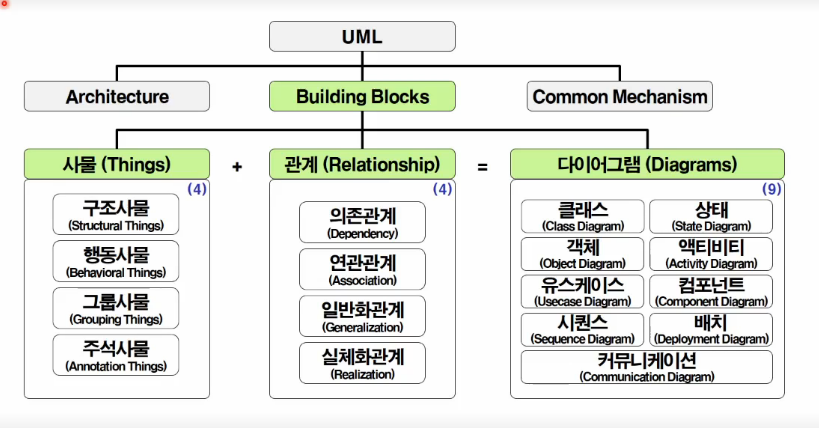 UML
Architecture
Building Blocks
Common Mechanism
사물 (Things)
+
관계 (Relationship)
=
다이어그램 (Diagrams)
(4)
구조사물
(Structural Things)
행동사물
(Behavioral Things)
그룹사물
(Grouping Things)
주석사물
(Annotation Things)
(4)
의존관계
(Dependency)
연관관계
(Association)
일반화관계
(Generalization)
실체화관계
(Realization)
(9)
클래스
(Class Diagram)
상태
(State Diagram)
객체
(Object Diagram)
액티비티
(Activity Diagram)
유스케이스
(Usecase Diagram)
컴포넌트
(Component Diagram)
시퀀스
(Sequence Diagram)
배치
(Deployment Diagram)
커뮤니케이션
(Communication Diagram)